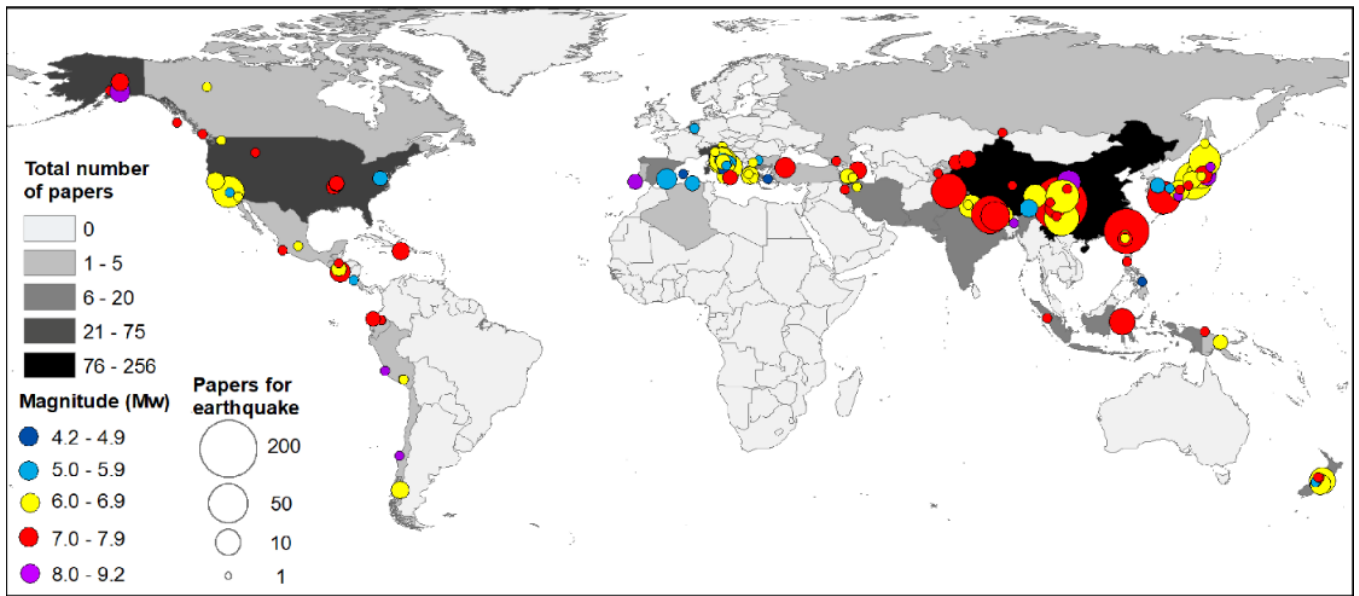 Total number
of papers
0
1 - 5
6 - 20
21 - 75
76 - 256
Magnitude (Mw)
4.2 - 4.9
5.0 - 5.9
6.0 - 6.9
7.0 - 7.9
8.0 - 9.2
Papers for
earthquake
200
50
10
1